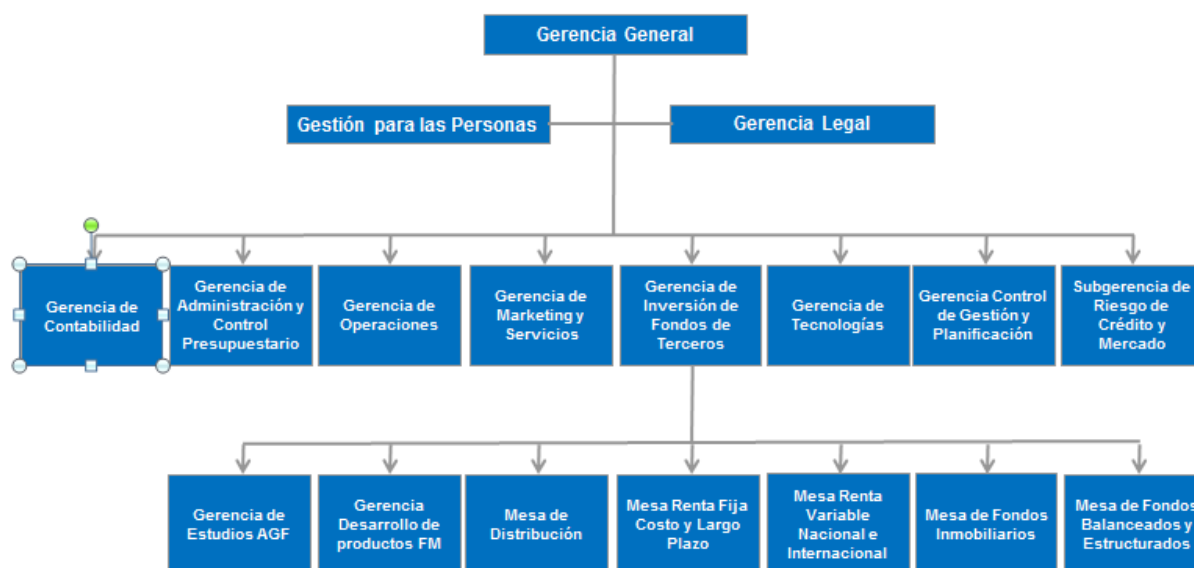 Gerencia General
Gestión para las Personas
Gerencia Legal
Gerencia de
Contabilidad
Gerencia de
Administración y
Control
Presupuestario
Gerencia de
Operaciones
Gerencia de
Marketing y
Servicios
Gerencia de
Inversión de
Fondos de
Terceros
Gerencia de
Tecnologías
Gerencia Control
de Gestión y
Planificación
Subgerencia de
Riesgo de
Crédito y
Mercado
Gerencia de
Estudios AGF
Gerencia
Desarrollo de
productos FM
Mesa de
Distribución
Mesa Renta Fija
Costo y Largo
Plazo
Mesa Renta
Variable
Nacional e
Internacional
Mesa de Fondos
Inmobiliarios
Mesa de Fondos
Balanceados y
Estructurados